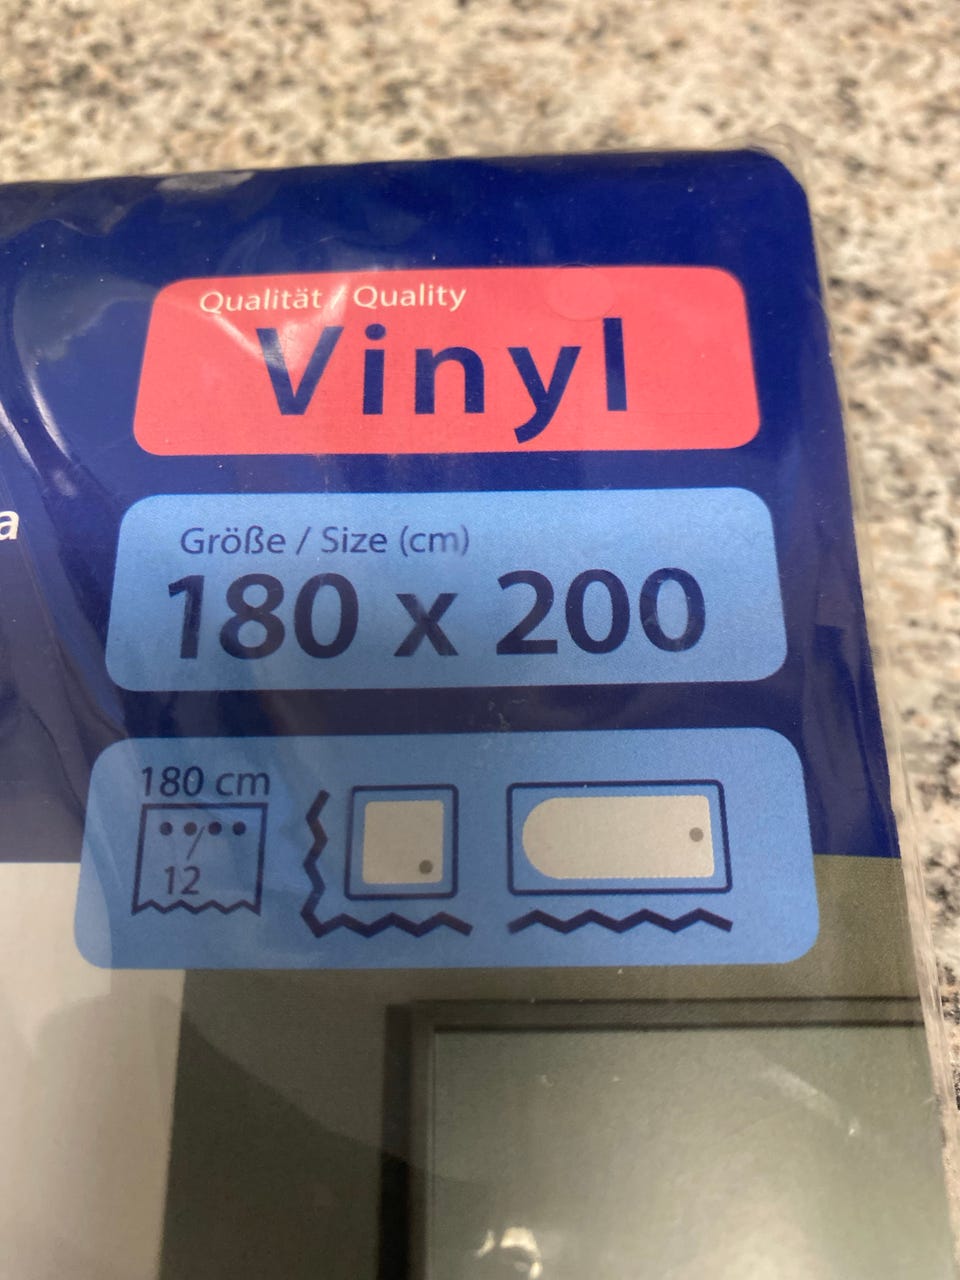 Qualität / Quality
Vinyl
a
Größe / Size (cm)
180 x 200
180 cm
12